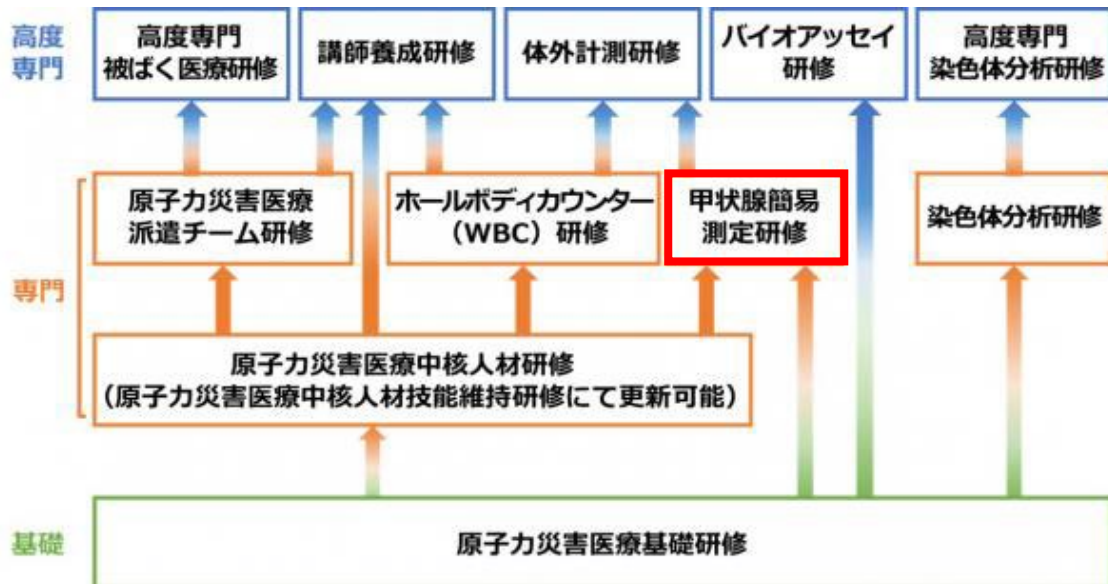 高度
専門
高度専門
被ばく医療研修
講師養成研修
体外計測研修
バイオアッセイ
研修
高度専門
染色体分析研修
専門
原子力災害医療
派遣チーム研修
ホールボディカウンター
（WBC）研修
甲状腺簡易
測定研修
染色体分析研修
原子力災害医療中核人材研修
（原子力災害医療中核人材技能維持研修にて更新可能）
基礎
原子力災害医療基礎研修